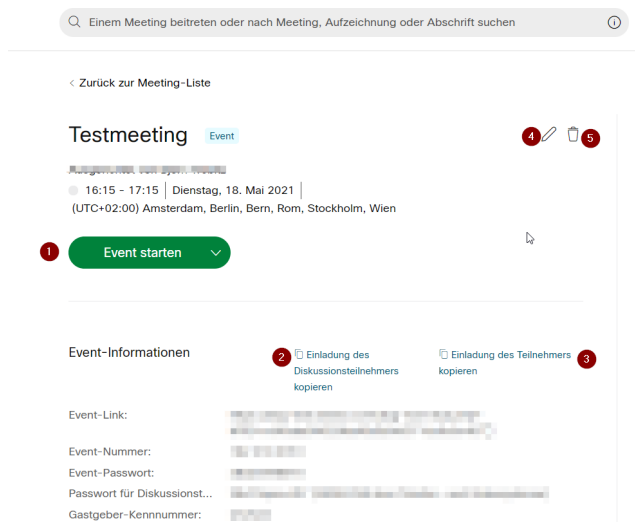 Einem Meeting beitreten oder nach Meeting, Aufzeichnung oder Abschrift suchen
< Zurück zur Meeting-Liste
Testmeeting Event 4 5
16:15 - 17:15 | Dienstag, 18. Mai 2021 |
(UTC+02:00) Amsterdam, Berlin, Bern, Rom, Stockholm, Wien
1 Event starten
Event-Informationen
2 Einladung des
Diskussionsteilnehmers
kopieren
Einladung des Teilnehmers 3
kopieren
Event-Link:
Event-Nummer:
Event-Passwort:
Passwort für Diskussionst...
Gastgeber-Kennnummer: